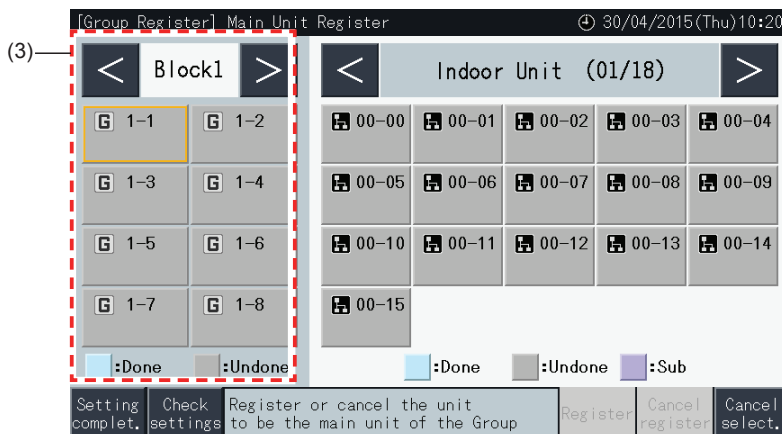 [Group Register] Main Unit Register 30/04/2015(Thu)10:20
(3)
< Block1 > < Indoor Unit (01/18) >
G 1-1 G 1-2 00-00 00-01 00-02 00-03 00-04
G 1-3 G 1-4 00-05 00-06 00-07 00-08 00-09
G 1-5 G 1-6 00-10 00-11 00-12 00-13 00-14
G 1-7 G 1-8 00-15
:Done :Undone :Done :Undone :Sub
Setting complet. Check settings Register or cancel the unit to be the main unit of the Group Register Cancel register Cancel select.